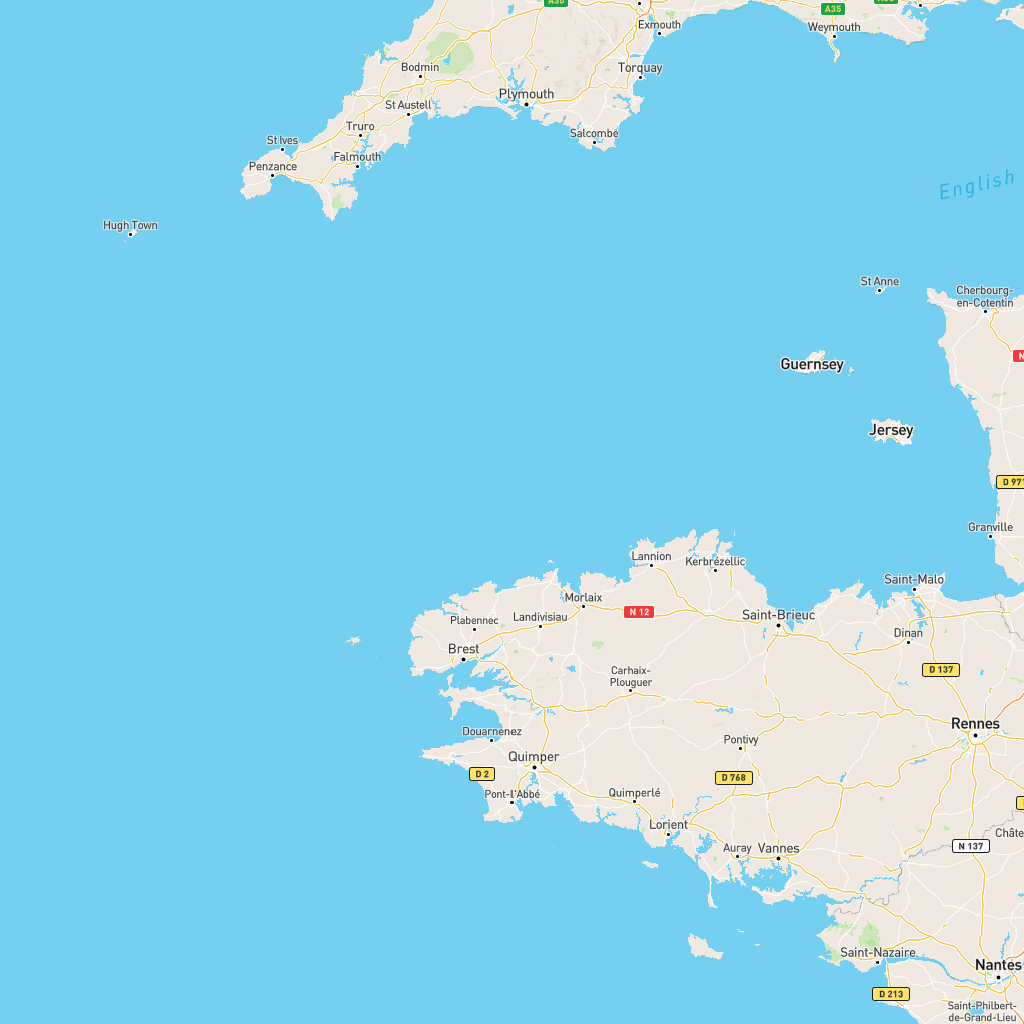 A30
A35
Exmouth
Weymouth
Bodmin
Torquay
Plymouth
St Austell
Truro
Salcombe
St Ives
Falmouth
Penzance
English
Hugh Town
St Anne
Cherbourg-
en-Cotentin
Guernsey
Jersey
D 971
Granville
Lannion
Kerbrézellic
Saint-Malo
Morlaix
N 12
Landivisiau
Plabennec
Saint-Brieuc
Dinan
Brest
Carhaix-
Plouguer
D 137
Rennes
Douarnenez
Pontivy
Quimper
D 2
D 768
Pont-l'Abbé
Quimperlé
Lorient
Châte
Auray
Vannes
N 137
Saint-Nazaire
Nantes
D 213
Saint-Philbert-
de-Grand-Lieu